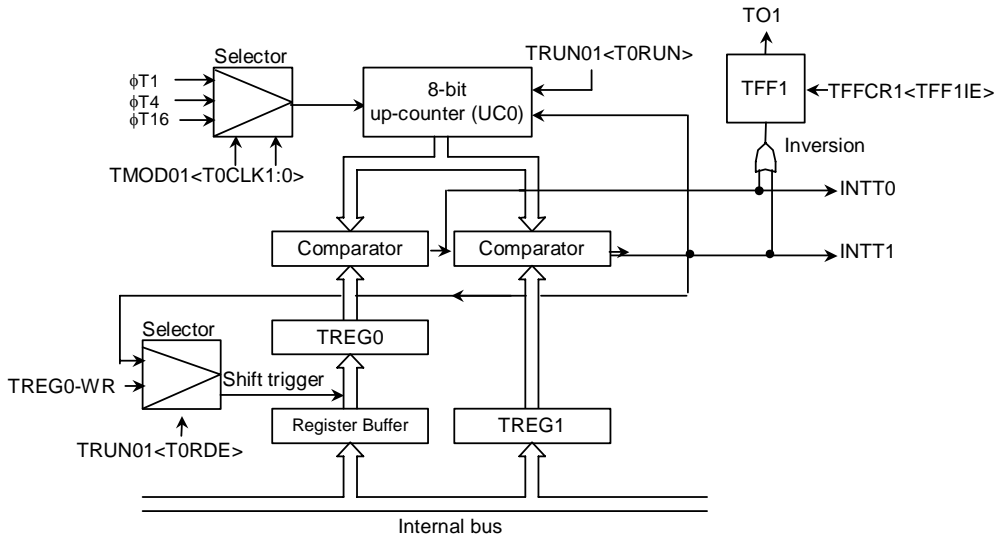 TO1
Selector
TRUN01<T0RUN>
ϕT1
ϕT4
ϕT16
8-bit
up-counter (UC0)
TFF1
TFFCR1<TFF1IE>
Inversion
TMOD01<T0CLK1:0>
INTT0
Comparator
Comparator
INTT1
Selector
TREG0
TREG0-WR
Shift trigger
Register Buffer
TREG1
TRUN01<T0RDE>
Internal bus